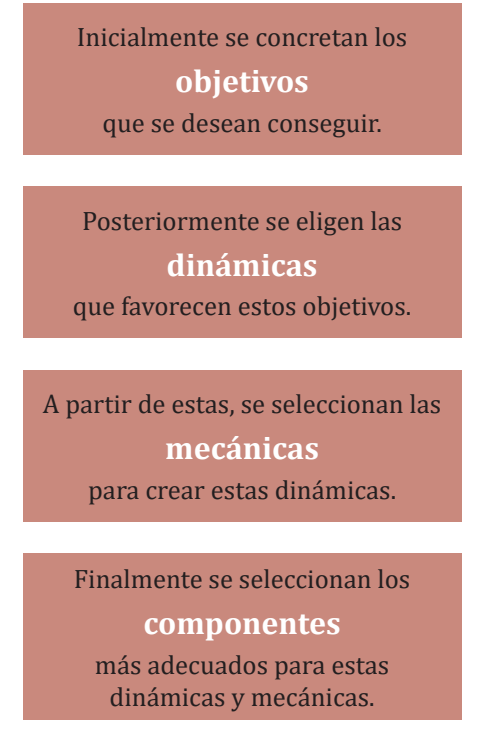 Inicialmente se concretan los
objetivos
que se desean conseguir.
Posteriormente se eligen las
dinámicas
que favorecen estos objetivos.
A partir de estas, se seleccionan las
mecánicas
para crear estas dinámicas.
Finalmente se seleccionan los
componentes
más adecuados para estas
dinámicas y mecánicas.